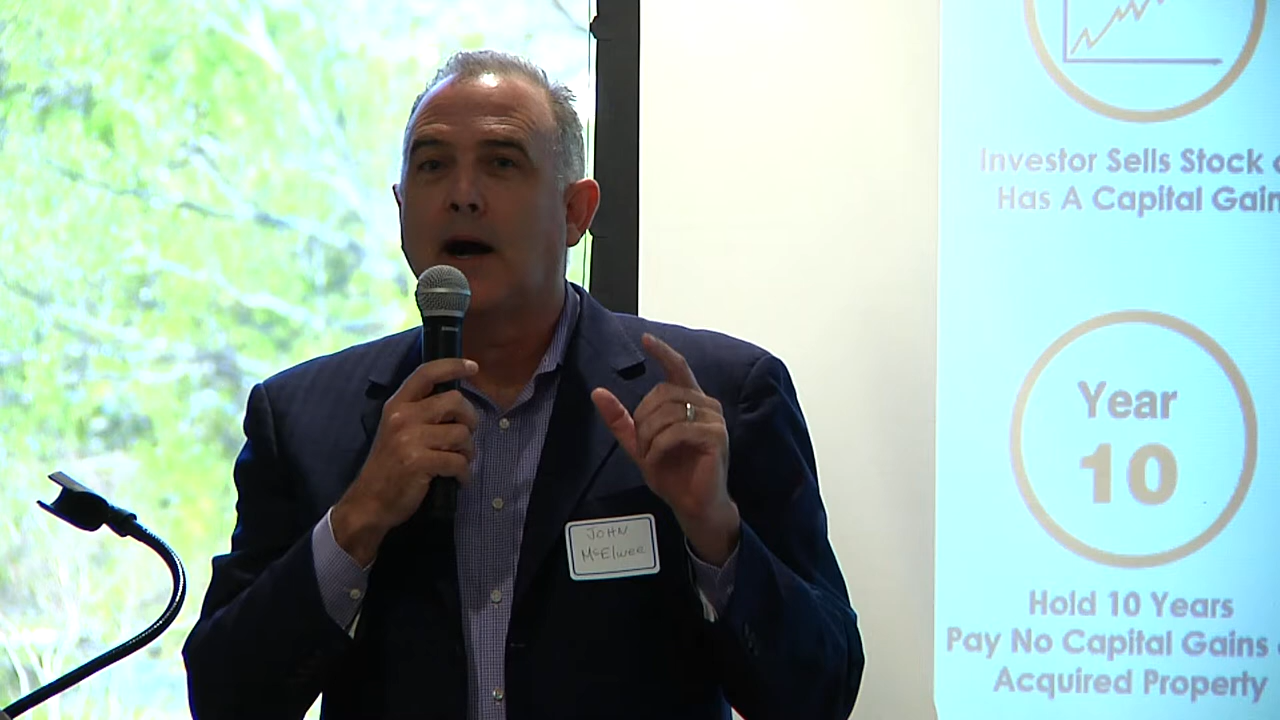 Investor Sells Stock
Has A Capital Gain
Year
10
Hold 10 Years
Pay No Capital Gains
Acquired Property
JOHN
McElwee